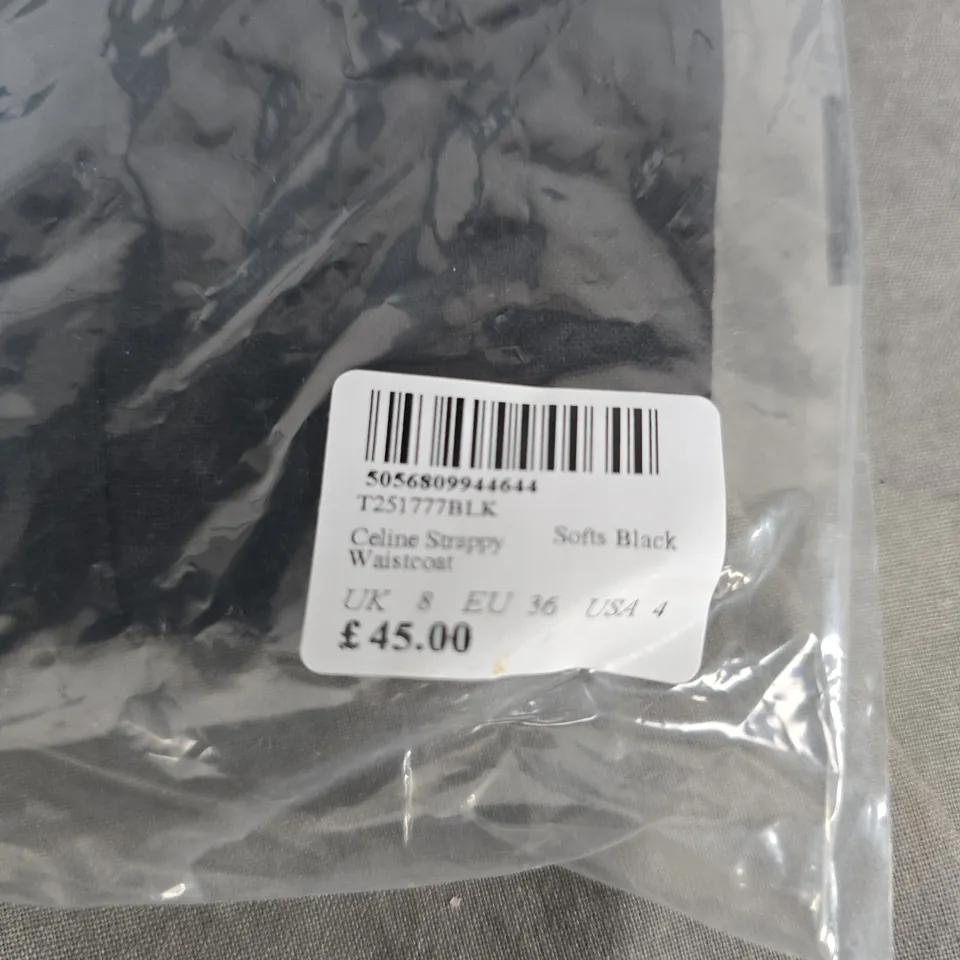 5056809944644
T251777BLK
Celine Strappy Softs Black
Waistcoat
UK 8 EU 36 USA 4
£45.00